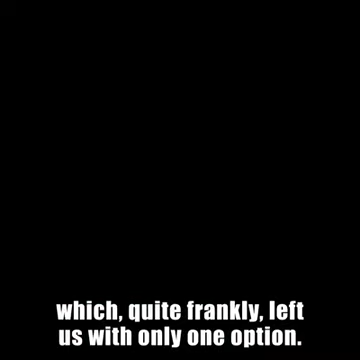 which, quite frankly, left
us with only one option.